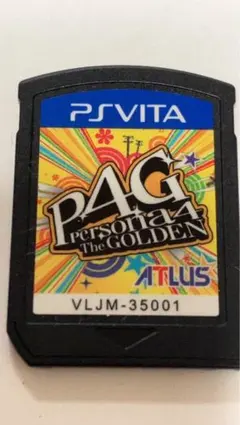 PSVITA
P4G
Persona4
The GOLDEN
ATLUS
VLJM-35001